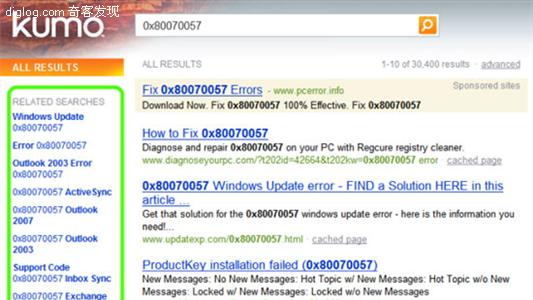 diglog.com 奇客发现
kumo
0x80070057
ALL RESULTS
ALL RESULTS
1-10 of 30,400 results · advanced
RELATED SEARCHES
Windows Update
0x80070057
Error 0x80070057
Outlook 2003 Error
0x80070057
0x80070057 ActiveSync
0x80070057 Outlook
2007
0x80070057 Outlook
2003
Support Code
0x80070057 Inbox Sync
0x80070057 Exchange
Sponsored sites
Fix 0x80070057 Errors - www.pcerror.info
Download Now. Fix 0x80070057 100% Effective. Fix 0x80070057
How to Fix 0x80070057
Diagnose and repair 0x80070057 on your PC with Regcure registry cleaner.
www.diagnoseyourpc.com/?t202id=42664&t202kw=0x80070057 error · cached page
0x80070057 Windows Update error - FIND a Solution HERE in this
article ...
Get that solution for the 0x80070057 windows update error - here is the information you
need!...
www.updatexp.com/0x80070057.html · cached page
ProductKey installation failed (0x80070057)
New Messages: No New Messages: Hot Topic w/ New Messages: Hot Topic w/o New
Messages: Locked w/ New Messages: Locked w/o New Messages